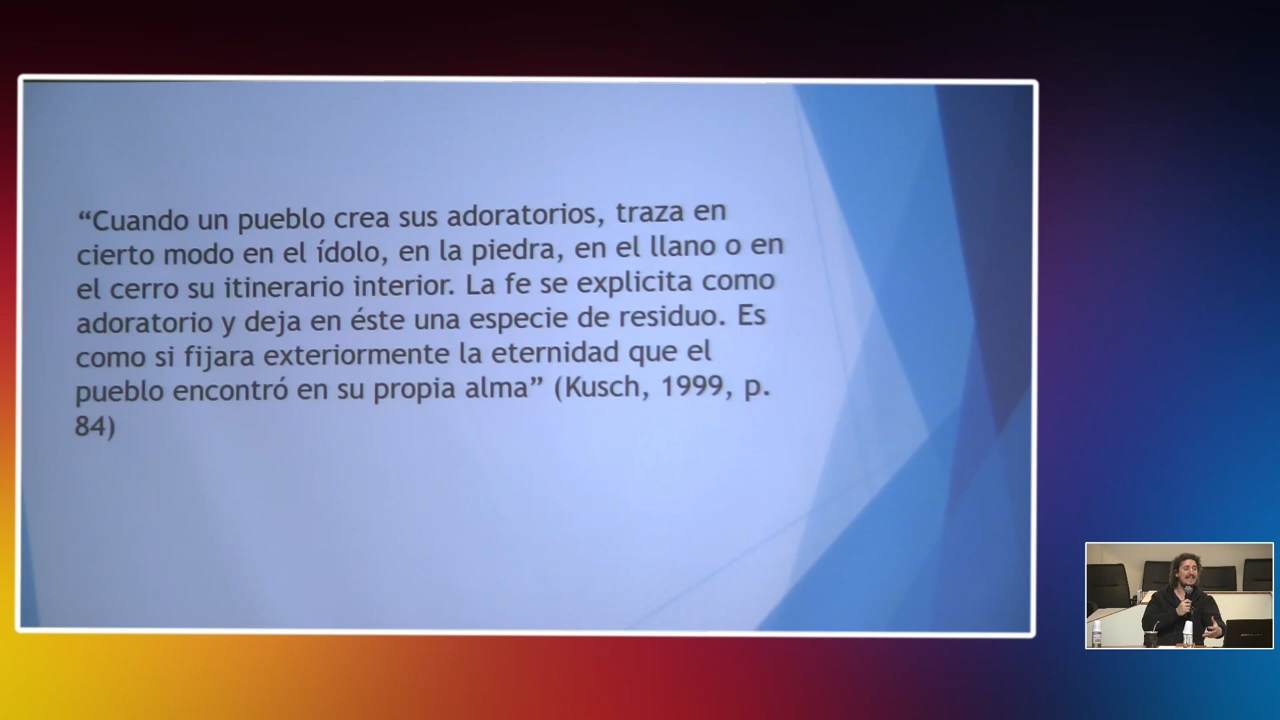 “Cuando un pueblo crea sus adoratorios, traza en
cierto modo en el ídolo, en la piedra, en el llano o en
el cerro su itinerario interior. La fe se explicita como
adoratorio y deja en éste una especie de residuo. Es
como si fijara exteriormente la eternidad que el
pueblo encontró en su propia alma” (Kusch, 1999, p.
84)